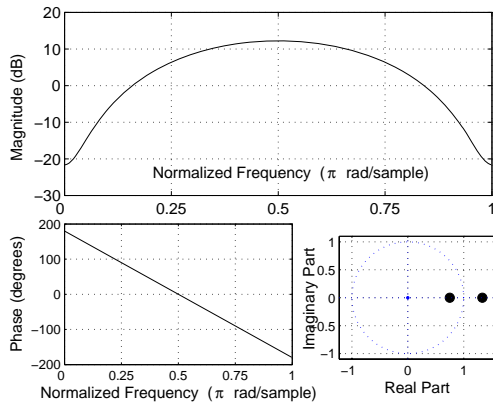 20
10
0
−10
−20
−30
Magnitude (dB)
0 0.25 0.5 0.75 1
Normalized Frequency (π rad/sample)
200
100
0
−100
−200
Phase (degrees)
0 0.25 0.5 0.75 1
Normalized Frequency (π rad/sample)
1
0.5
0
−0.5
−1
Imaginary Part
−1 0 1
Real Part